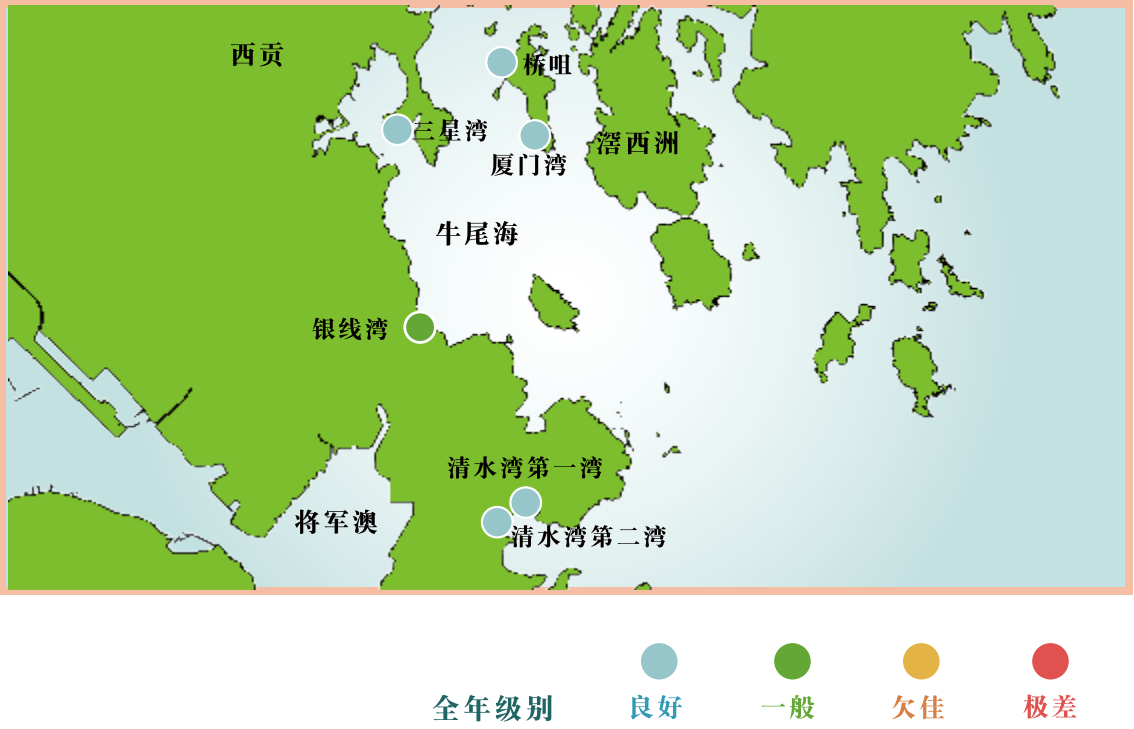 西贡
桥咀
三星湾
滘西洲
厦门湾
牛尾海
银线湾
清水湾第一湾
将军澳
清水湾第二湾
全年级别
良好
一般
欠佳
极差